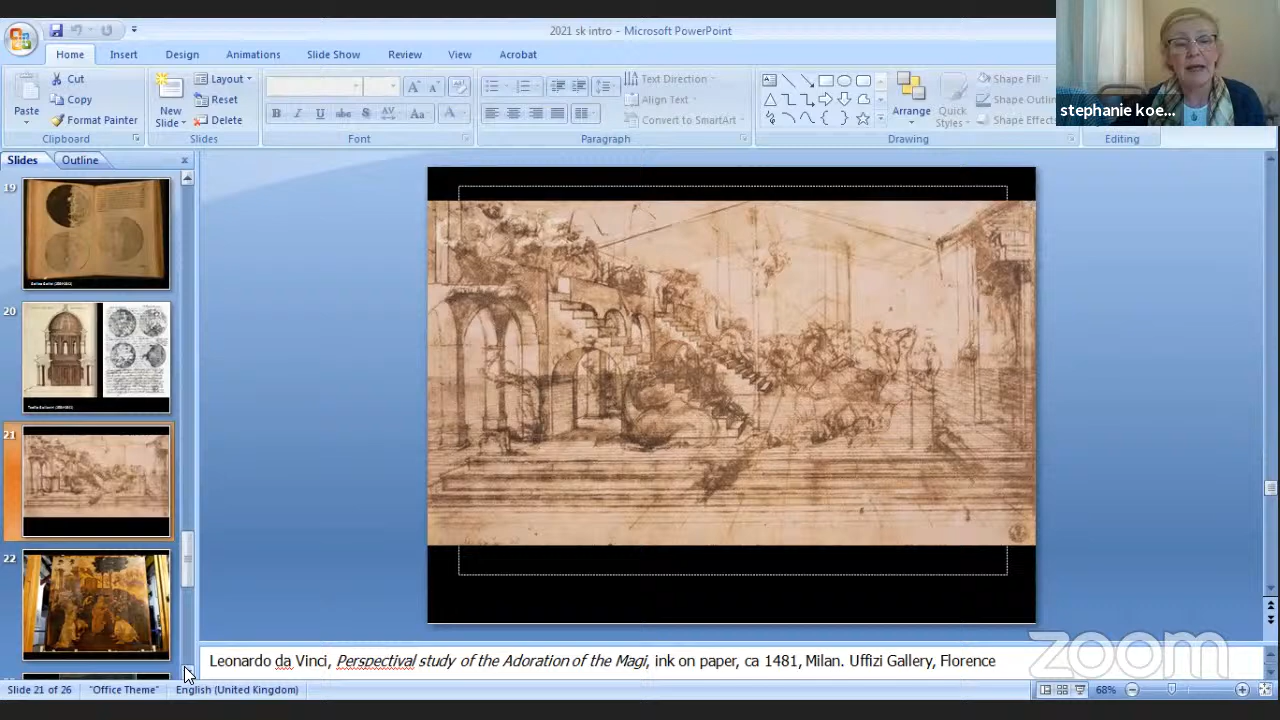 2021 sk intro - Microsoft PowerPoint
Home Insert Design Animations Slide Show Review View Acrobat
stephanie koe...
Paste
Cut
Copy
Format Painter
Clipboard
New Slide
Layout
Reset
Delete
Slides
B I U abc S AV Aa A
Font
Text Direction
Align Text
Convert to SmartArt
Paragraph
Arrange
Quick Styles
Shape Fill
Shape Outlin
Shape Effects
Drawing
Editing
Slides Outline
19
20
21
22
Leonardo da Vinci, Perspectival study of the Adoration of the Magi, ink on paper, ca 1481, Milan. Uffizi Gallery, Florence
zoom
Slide 21 of 26 "Office Theme" English (United Kingdom) 68%